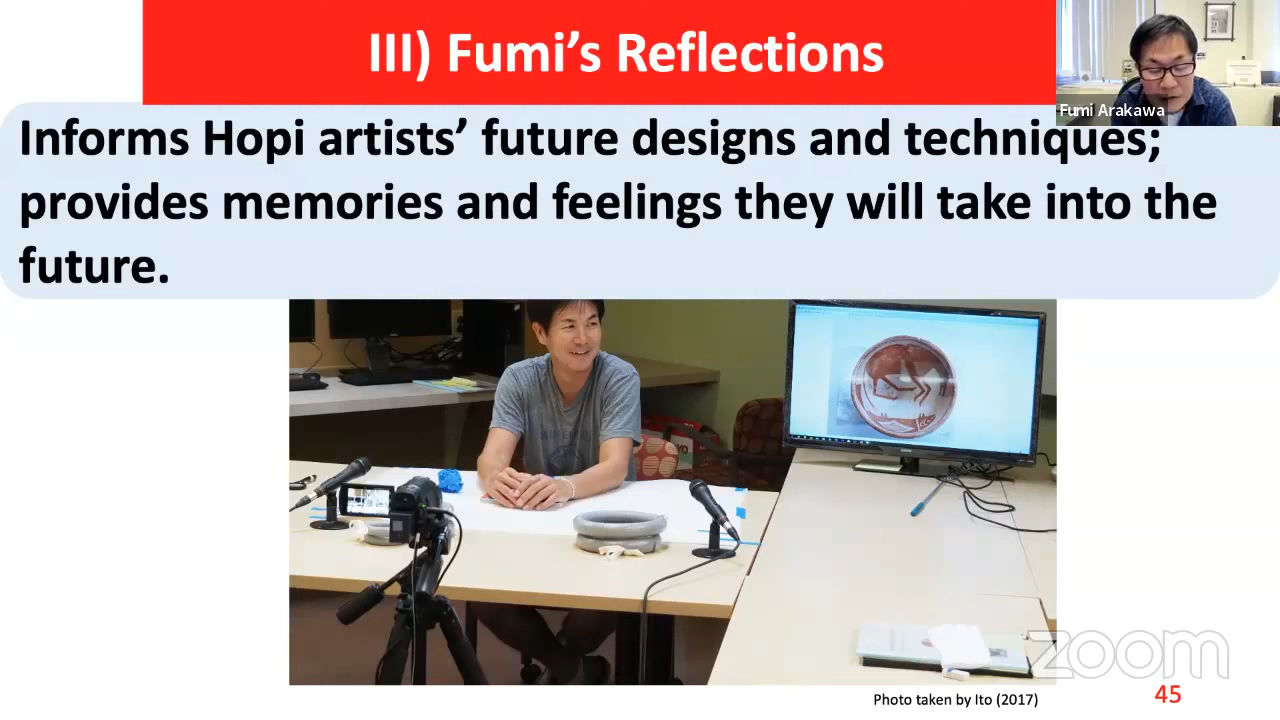 III) Fumi’s Reflections
Fumi Arakawa
Informs Hopi artists’ future designs and techniques;
provides memories and feelings they will take into the
future.
zoom
Photo taken by Ito (2017)
45